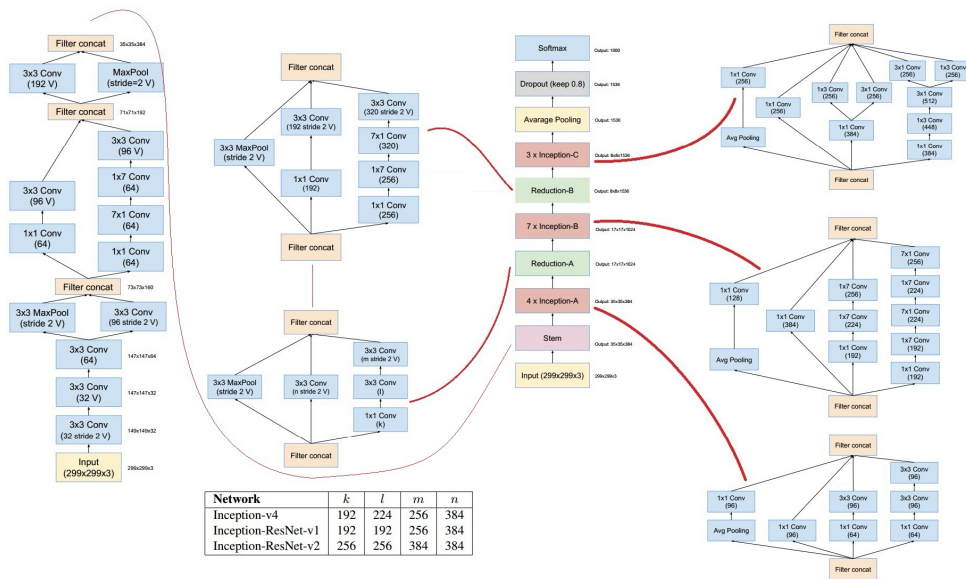 Filter concat
35x35x384
3x3 Conv
(192 V)
MaxPool
(stride=2 V)
Filter concat
71x71x192
3x3 Conv
(96 V)
1x7 Conv
(64)
3x3 Conv
(96 V)
7x1 Conv
(64)
1x1 Conv
(64)
1x1 Conv
(64)
Filter concat
73x73x160
3x3 MaxPool
(stride 2 V)
3x3 Conv
(96 stride 2 V)
3x3 Conv
(64)
147x147x64
3x3 Conv
(32 V)
147x147x32
3x3 Conv
(32 stride 2 V)
149x149x32
Input
(299x299x3)
299x299x3
Filter concat
3x3 MaxPool
(stride 2 V)
3x3 Conv
(192 stride 2 V)
1x1 Conv
(192)
3x3 Conv
(320 stride 2 V)
7x1 Conv
(320)
1x7 Conv
(256)
1x1 Conv
(256)
Filter concat
Filter concat
3x3 MaxPool
(stride 2 V)
3x3 Conv
(n stride 2 V)
3x3 Conv
(m stride 2 V)
3x3 Conv
(l)
1x1 Conv
(k)
Filter concat
Network k l m n
Inception-v4 192 224 256 384
Inception-ResNet-v1 192 192 256 384
Inception-ResNet-v2 256 256 384 384
Softmax
Output: 1000
Dropout (keep 0.8)
Output: 1536
Avarage Pooling
Output: 1536
3 x Inception-C
Output: 8x8x1536
Reduction-B
Output: 8x8x1536
7 x Inception-B
Output: 17x17x1024
Reduction-A
Output: 17x17x1024
4 x Inception-A
Output: 35x35x384
Stem
Output: 35x35x384
Input (299x299x3)
299x299x3
Filter concat
1x1 Conv
(256)
Avg Pooling
1x1 Conv
(256)
1x3 Conv
(256)
3x1 Conv
(256)
1x1 Conv
(384)
3x1 Conv
(256)
1x3 Conv
(256)
3x1 Conv
(512)
1x3 Conv
(448)
1x1 Conv
(384)
Filter concat
Filter concat
1x1 Conv
(128)
Avg Pooling
1x1 Conv
(384)
1x7 Conv
(256)
1x7 Conv
(224)
1x1 Conv
(192)
7x1 Conv
(256)
1x7 Conv
(224)
7x1 Conv
(224)
1x7 Conv
(192)
1x1 Conv
(192)
Filter concat
Filter concat
1x1 Conv
(96)
Avg Pooling
1x1 Conv
(96)
3x3 Conv
(96)
1x1 Conv
(64)
3x3 Conv
(96)
3x3 Conv
(96)
1x1 Conv
(64)
Filter concat